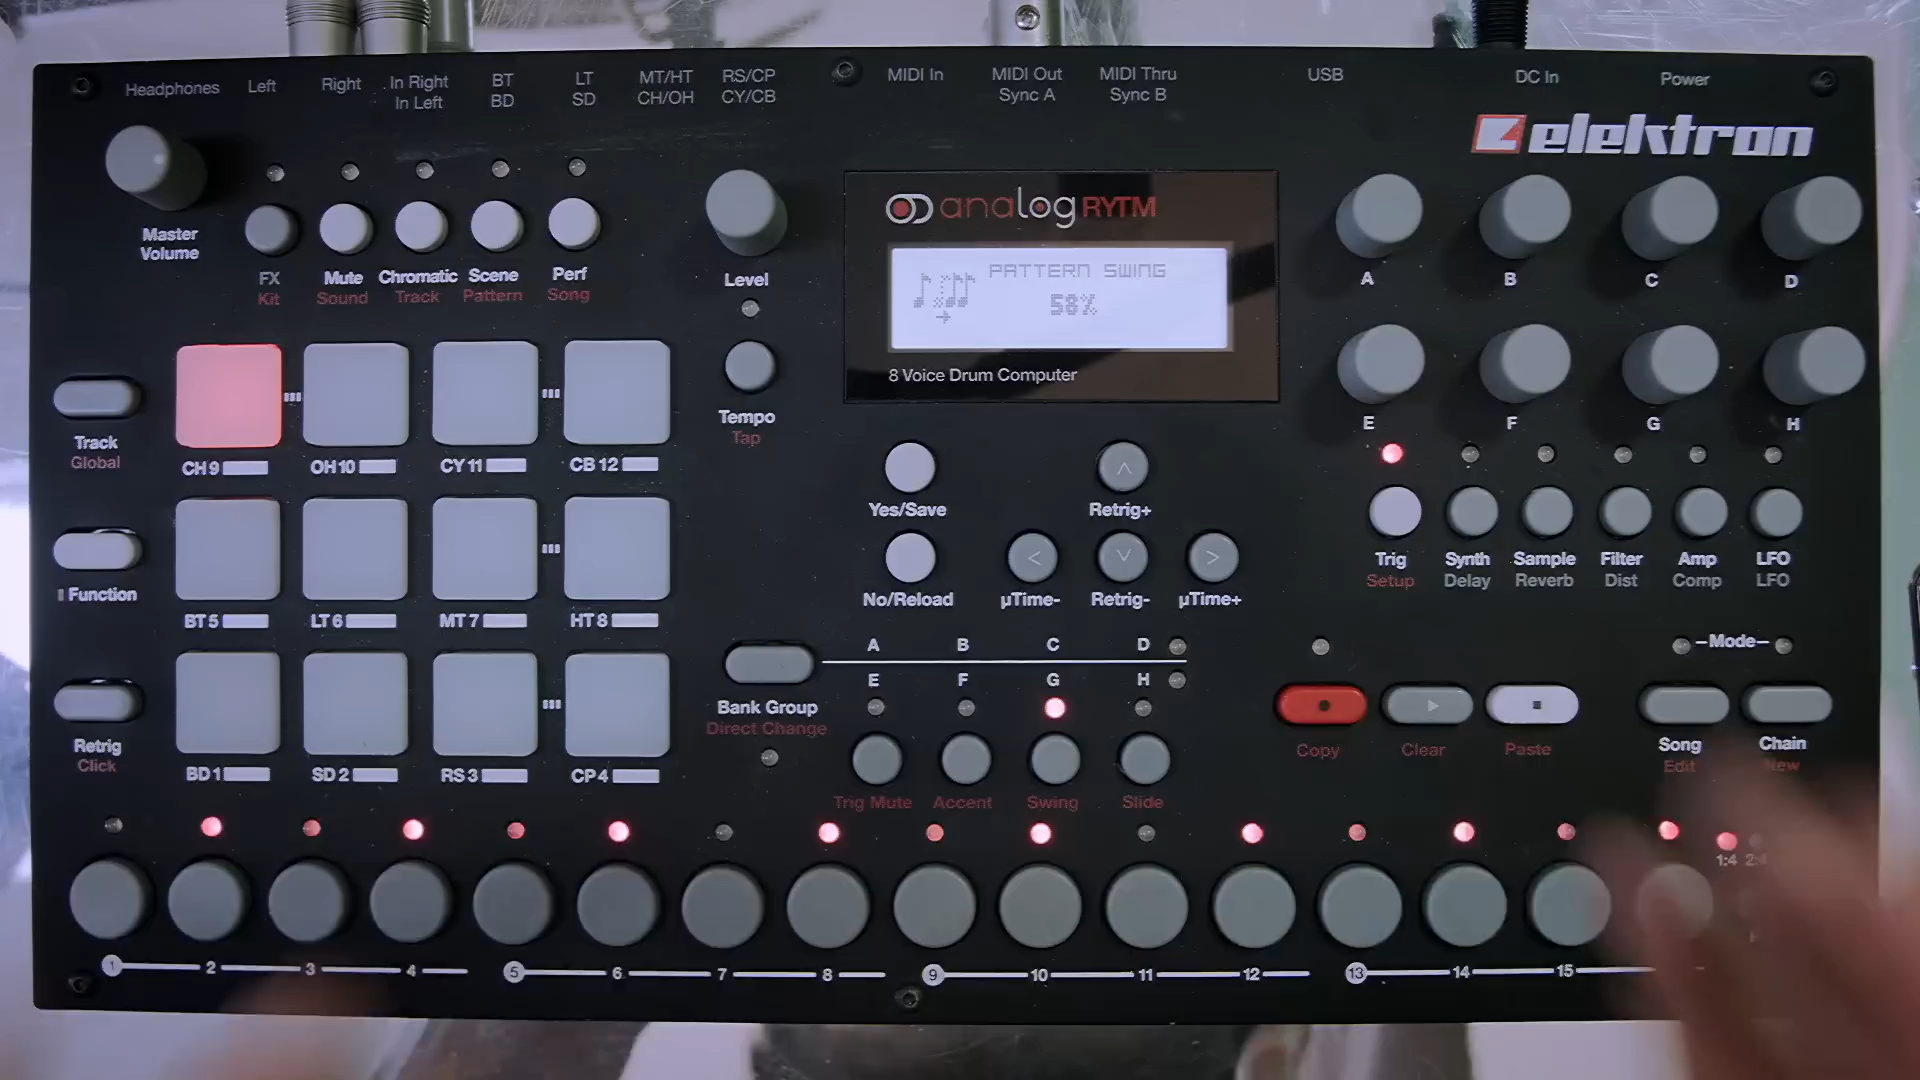 Headphones
Left
Right
In Right
In Left
BT
BD
LT
SD
MT/HT
CH/OH
RS/CP
CY/CB
MIDI In
MIDI Out
Sync A
MIDI Thru
Sync B
USB
DC In
Power
elektron
Master
Volume
FX
Kit
Mute
Sound
Chromatic
Track
Scene
Pattern
Perf
Song
Level
analog RYTM
PATTERN SWING
58%
8 Voice Drum Computer
A
B
C
D
E
F
G
H
Track
Global
CH 9
OH 10
CY 11
CB 12
Tempo
Tap
Yes/Save
Retrig+
Function
BT 5
LT 6
MT 7
HT 8
No/Reload
µTime-
Retrig-
µTime+
<
>
Trig
Setup
Synth
Delay
Sample
Reverb
Filter
Dist
Amp
Comp
LFO
LFO
Retrig
Click
BD 1
SD 2
RS 3
CP 4
Bank Group
Direct Change
A
B
C
D
E
F
G
H
Trig Mute
Accent
Swing
Slide
Copy
Clear
Paste
Mode
Song
Edit
Chain
New
1:4
1
2
3
4
5
6
7
8
9
10
11
12
13
14
15